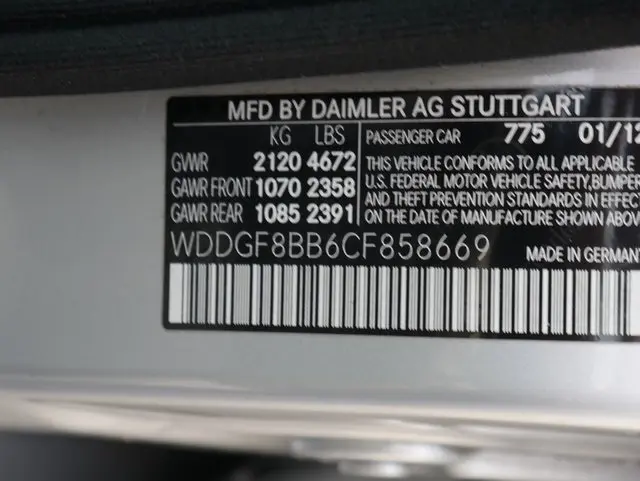 MFD BY DAIMLER AG STUTTGART
KG LBS PASSENGER CAR 775 01/12
GVWR 2120 4672 THIS VEHICLE CONFORMS TO ALL APPLICABLE
GAWR FRONT 1070 2358 U.S. FEDERAL MOTOR VEHICLE SAFETY, BUMPER
GAWR REAR 1085 2391 AND THEFT PREVENTION STANDARDS IN EFFECT
ON THE DATE OF MANUFACTURE SHOWN ABOV
WDDGF8BB6CF858669 MADE IN GERMAN